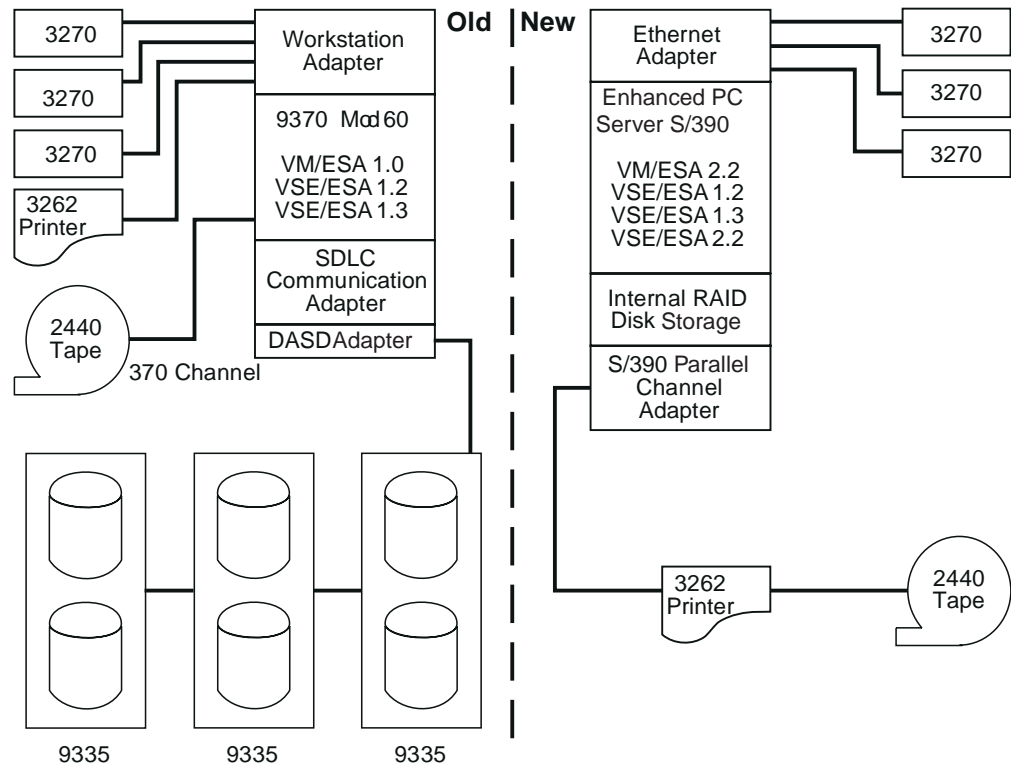 Old
New
3270
3270
3270
3262
Printer
2440
Tape
370 Channel
Workstation
Adapter
9370 Mod 60
VM/ESA 1.0
VSE/ESA 1.2
VSE/ESA 1.3
SDLC
Communication
Adapter
DASD Adapter
9335
9335
9335
Ethernet
Adapter
Enhanced PC
Server S/390
VM/ESA 2.2
VSE/ESA 1.2
VSE/ESA 1.3
VSE/ESA 2.2
Internal RAID
Disk Storage
S/390 Parallel
Channel
Adapter
3270
3270
3270
3262
Printer
2440
Tape